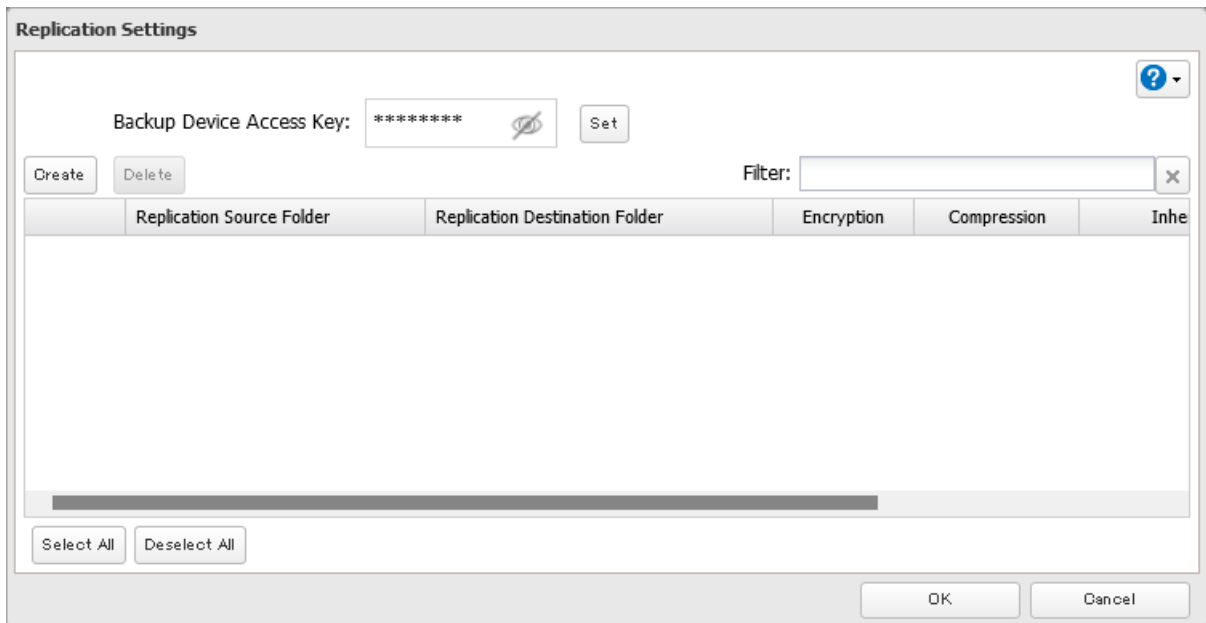 Replication Settings
?
Backup Device Access Key: ******** Set
Create Delete Filter:
Replication Source Folder Replication Destination Folder Encryption Compression Inhe
Select All Deselect All
OK Cancel